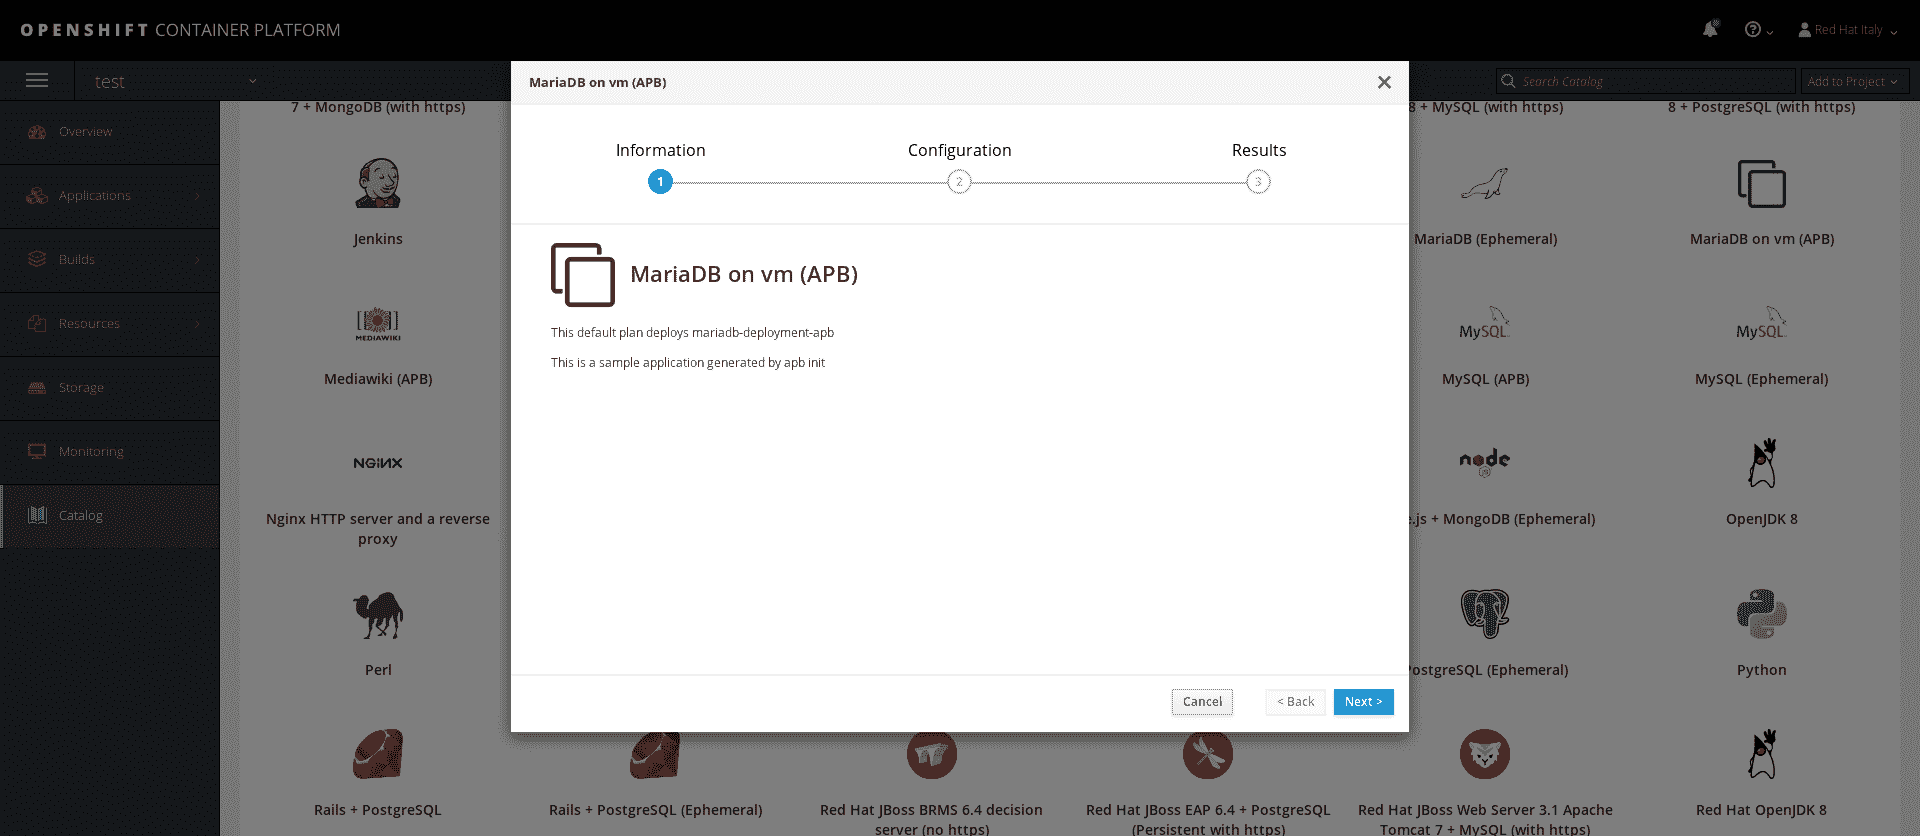 OPENSHIFT CONTAINER PLATFORM
Red Hat Italy
test
Search Catalog
Add to Project
Overview
Applications
Builds
Resources
Storage
Monitoring
Catalog
7 + MongoDB (with https)
8 + MySQL (with https)
8 + PostgreSQL (with https)
Jenkins
MariaDB (Ephemeral)
MariaDB on vm (APB)
MEDIAWIKI
MySQL
MySQL
Mediawiki (APB)
MySQL (APB)
MySQL (Ephemeral)
NGINX
node
JS
Nginx HTTP server and a reverse
proxy
.js + MongoDB (Ephemeral)
OpenJDK 8
Perl
PostgreSQL (Ephemeral)
Python
Rails + PostgreSQL
Rails + PostgreSQL (Ephemeral)
Red Hat JBoss BRMS 6.4 decision
server (no https)
Red Hat JBoss EAP 6.4 + PostgreSQL
(Persistent with https)
Red Hat JBoss Web Server 3.1 Apache
Tomcat 7 + MySQL (with https)
Red Hat OpenJDK 8
MariaDB on vm (APB)
Information
Configuration
Results
1
2
3
MariaDB on vm (APB)
This default plan deploys mariadb-deployment-apb
This is a sample application generated by apb init
Cancel
< Back
Next >